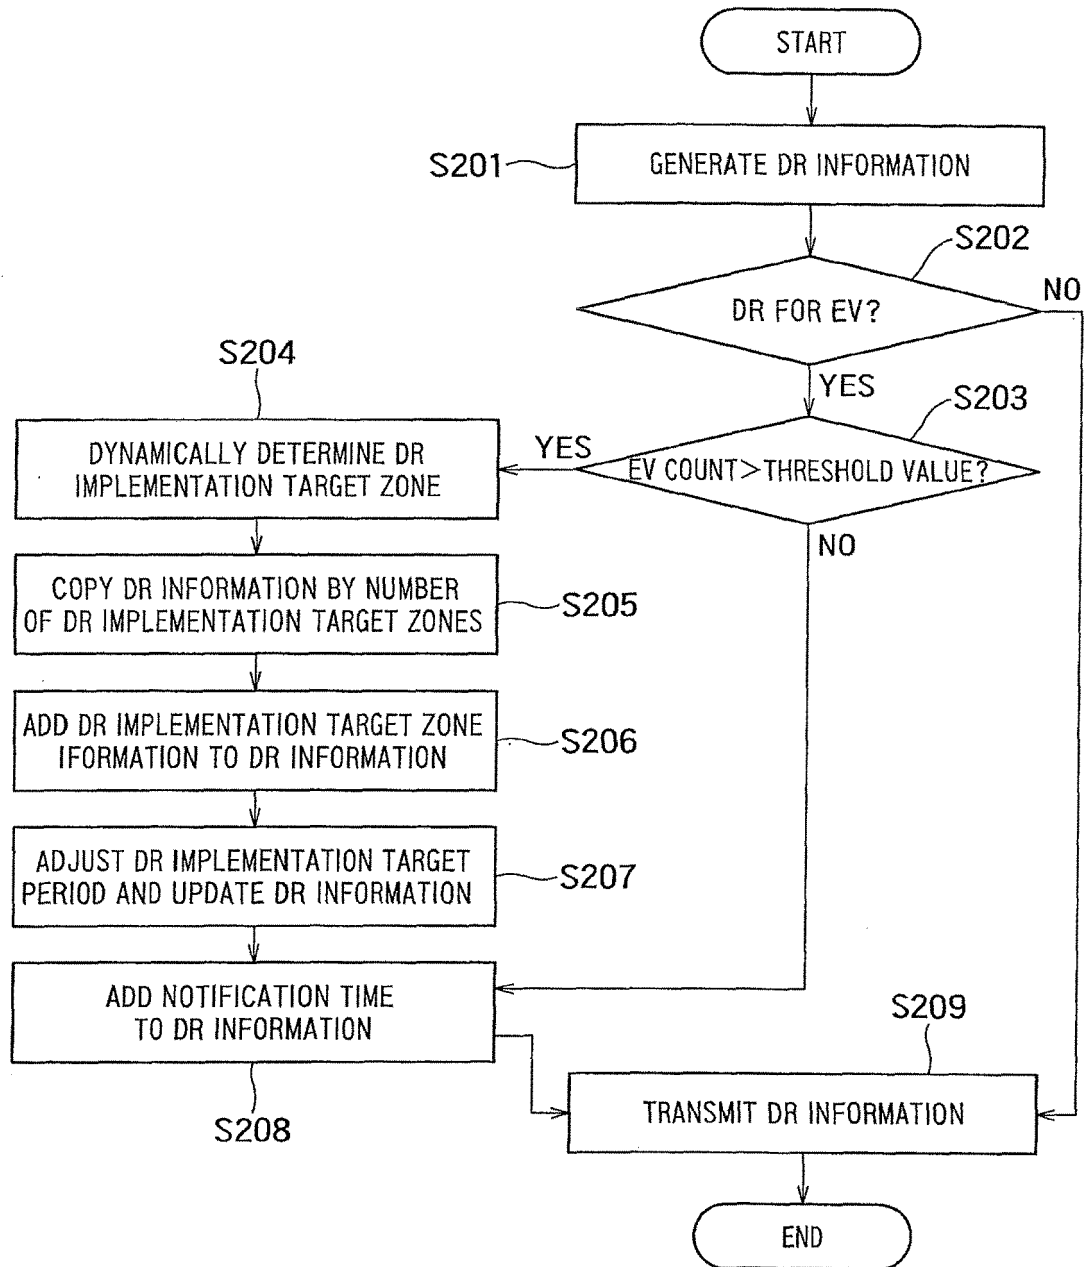 START
S201
GENERATE DR INFORMATION
S202
DR FOR EV?
NO
YES
S203
EV COUNT>THRESHOLD VALUE?
YES
NO
S204
DYNAMICALLY DETERMINE DR
IMPLEMENTATION TARGET ZONE
COPY DR INFORMATION BY NUMBER
OF DR IMPLEMENTATION TARGET ZONES
S205
ADD DR IMPLEMENTATION TARGET ZONE
IFORMATION TO DR INFORMATION
S206
ADJUST DR IMPLEMENTATION TARGET
PERIOD AND UPDATE DR INFORMATION
S207
ADD NOTIFICATION TIME
TO DR INFORMATION
S208
S209
TRANSMIT DR INFORMATION
END